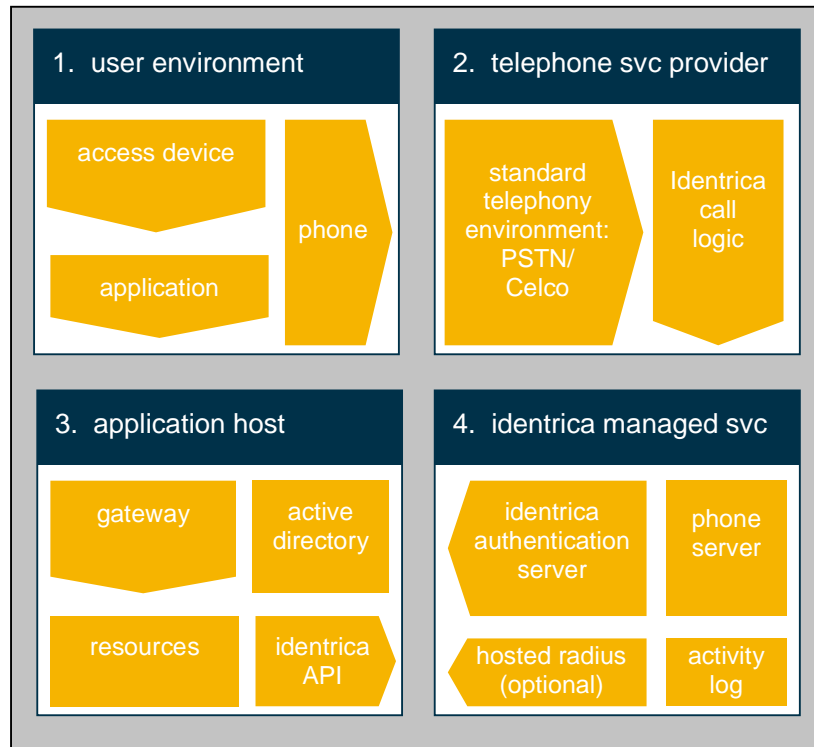 1. user environment
access device
application
phone
2. telephone svc provider
standard
telephony
environment:
PSTN/
Celco
Identrica
call
logic
3. application host
gateway
active
directory
resources
identrica
API
4. identrica managed svc
identrica
authentication
server
phone
server
hosted radius
(optional)
activity
log